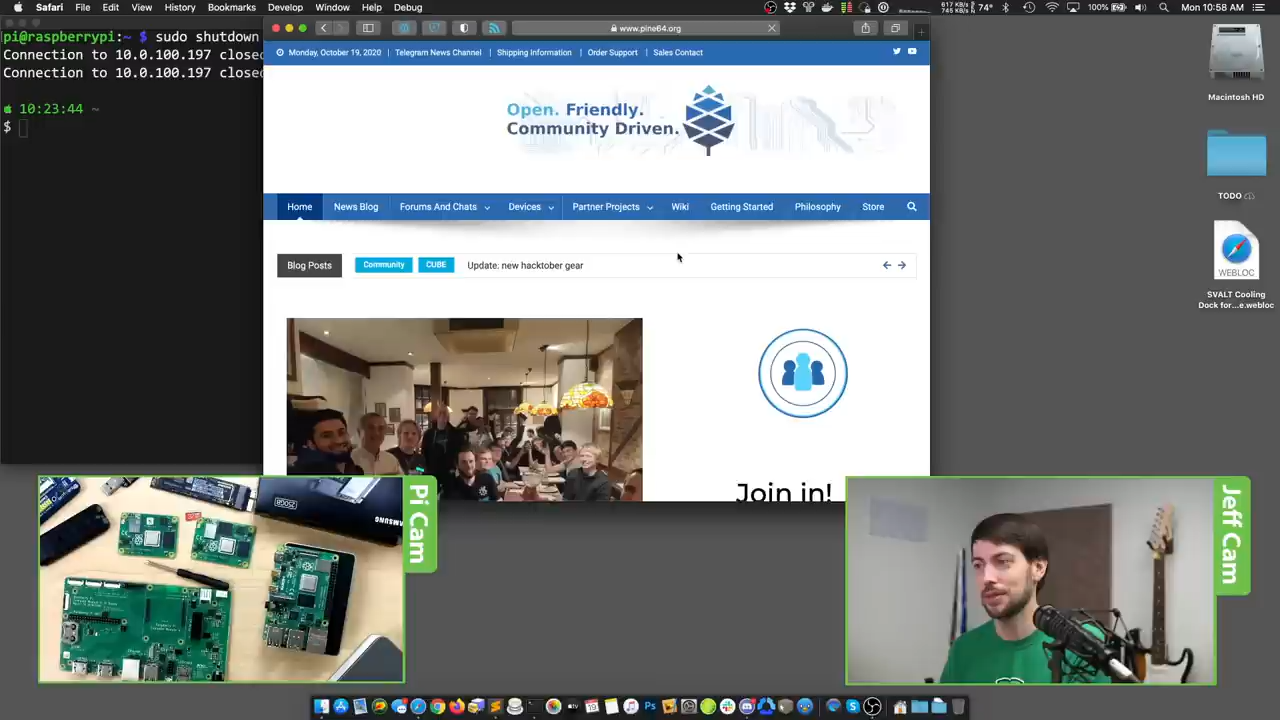 Safari File Edit View History Bookmarks Develop Window Help
617 KB/s
74° 100% Mon 10:58 AM
pi@raspberrypi:~ $ sudo shutdown
Connection to 10.0.100.197 closed
Connection to 10.0.100.197 closed
10:23:44 ~
$
www.pine64.org
Monday, October 19, 2020 Telegram News Channel Shipping Information Order Support Sales Contact
Open. Friendly.
Community Driven.
Home News Blog Forums And Chats Devices Partner Projects Wiki Getting Started Philosophy Store
Blog Posts Community CUBE Update: new hacktober gear
Join in!
Macintosh HD
TODO
WEBLOC
SVALT Cooling
Dock for...e.webloc
Pi Cam
250GB
SAMSUNG
Jeff Cam